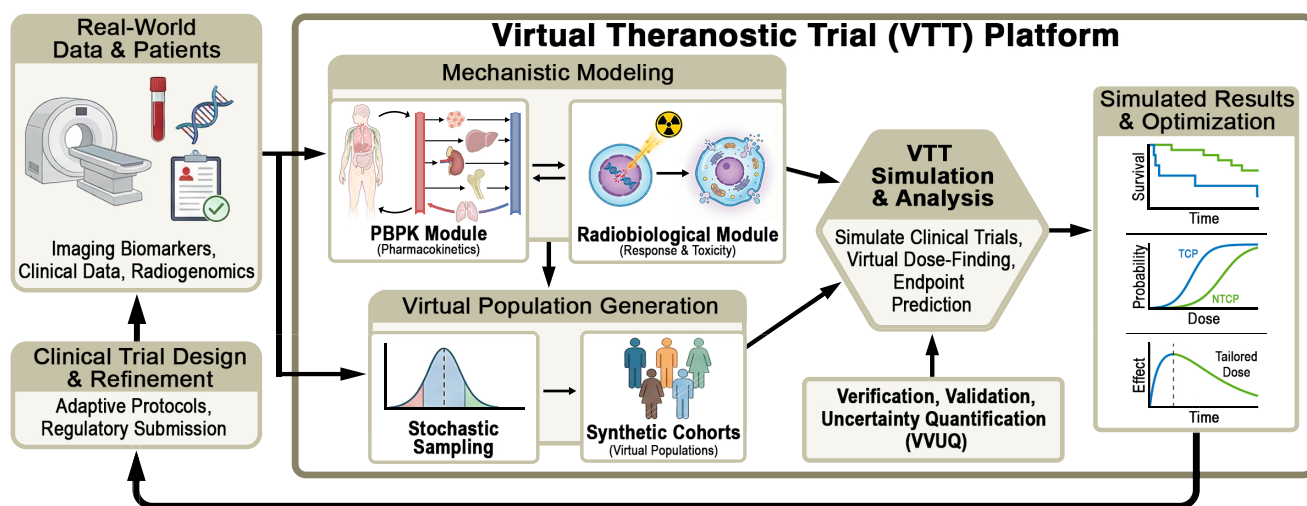 Real-World
Data & Patients
Imaging Biomarkers,
Clinical Data, Radiogenomics
Clinical Trial Design
& Refinement
Adaptive Protocols,
Regulatory Submission
Virtual Theranostic Trial (VTT) Platform
Mechanistic Modeling
PBPK Module
(Pharmacokinetics)
Radiobiological Module
(Response & Toxicity)
Virtual Population Generation
Stochastic
Sampling
Synthetic Cohorts
(Virtual Populations)
VTT
Simulation
& Analysis
Simulate Clinical Trials,
Virtual Dose-Finding,
Endpoint
Prediction
Verification, Validation,
Uncertainty Quantification
(VVUQ)
Simulated Results
& Optimization
Survival
Time
Probability
TCP
NTCP
Dose
Effect
Tailored
Dose
Time